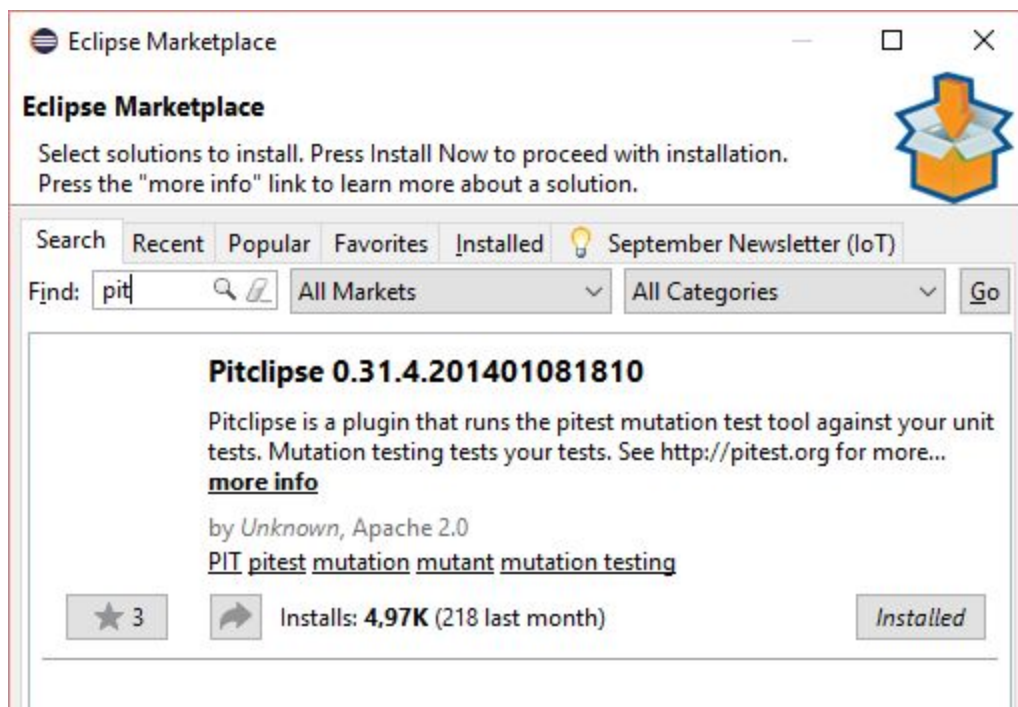 Eclipse Marketplace
Eclipse Marketplace
Select solutions to install. Press Install Now to proceed with installation.
Press the "more info" link to learn more about a solution.
Search Recent Popular Favorites Installed September Newsletter (IoT)
Find: pit All Markets All Categories Go
Pitclipse 0.31.4.201401081810
Pitclipse is a plugin that runs the pitest mutation test tool against your unit
tests. Mutation testing tests your tests. See http://pitest.org for more...
more info
by Unknown, Apache 2.0
PIT pitest mutation mutant mutation testing
3 Installs: 4,97K (218 last month) Installed